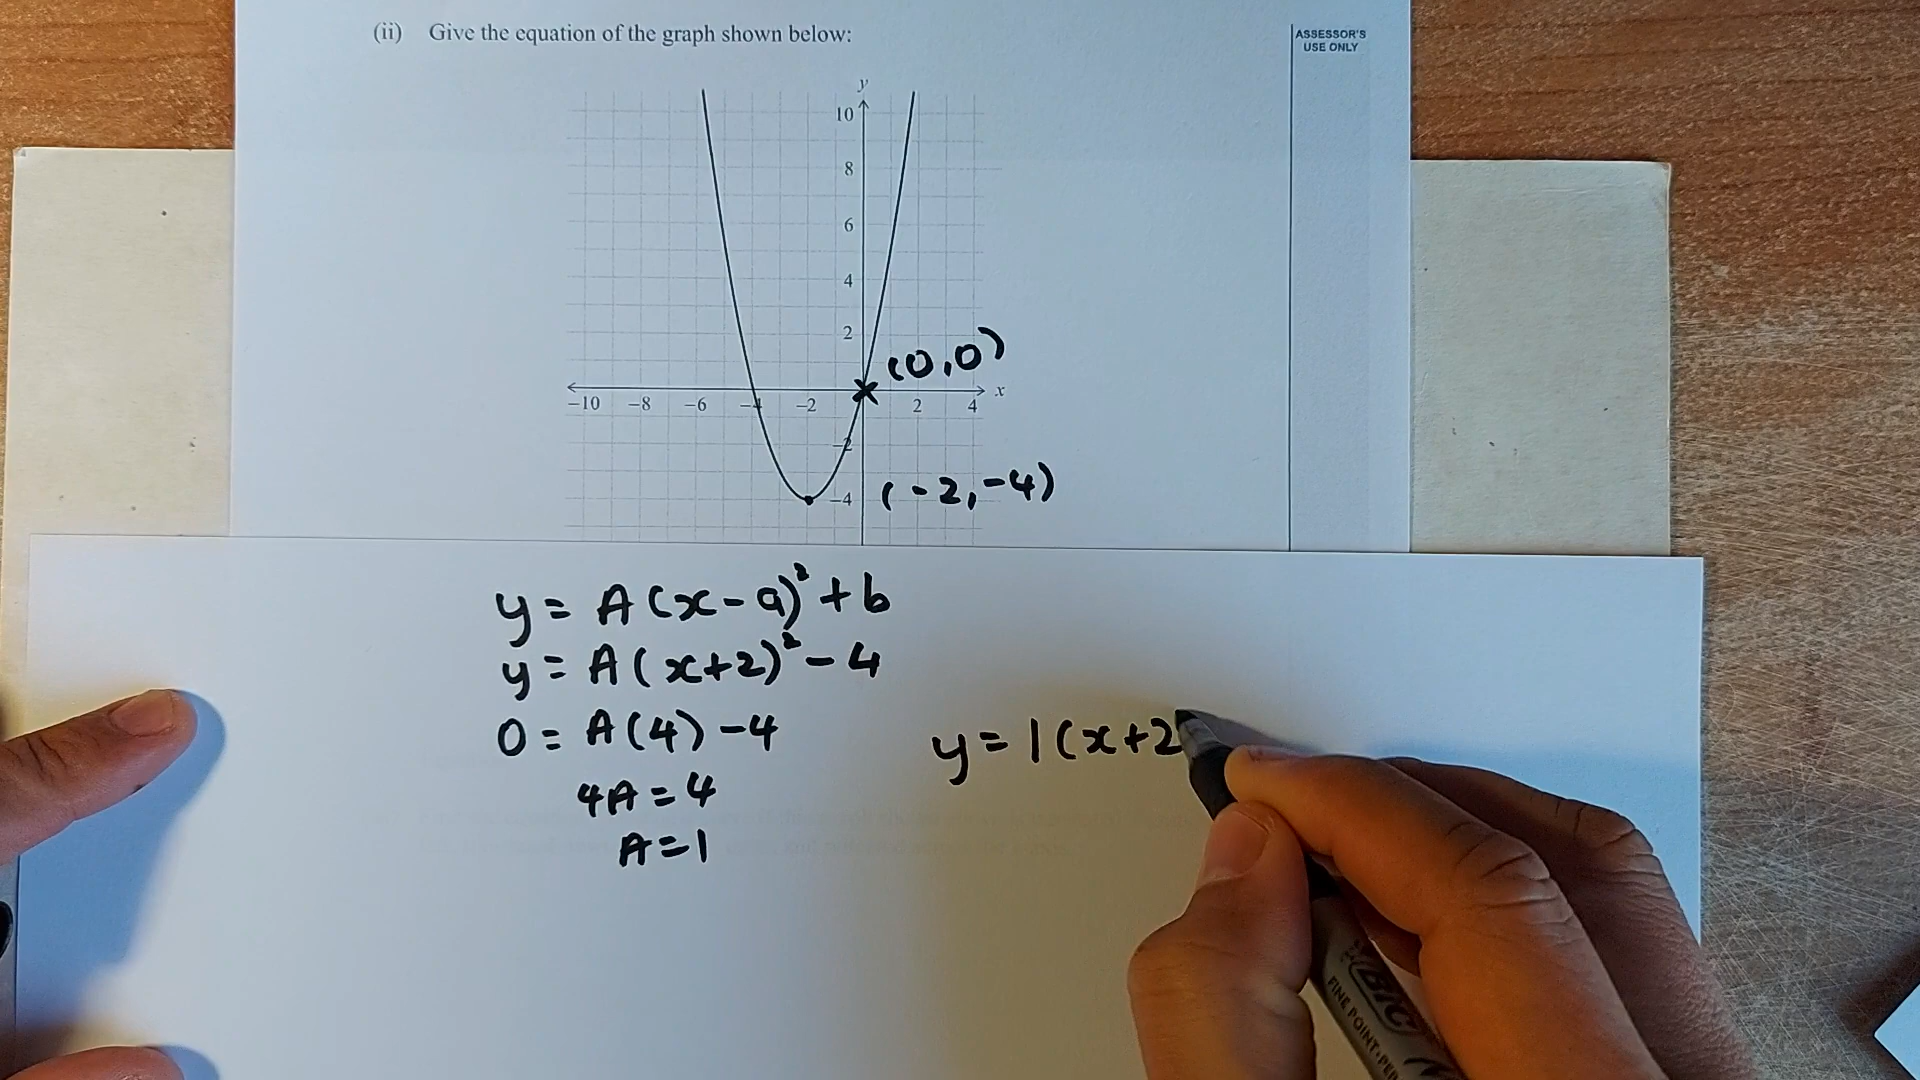 (ii) Give the equation of the graph shown below:
ASSESSOR'S
USE ONLY
y
10
8
6
4
2
(0,0)
x
-10 -8 -6 -4 -2 2 4
-2
-4
(-2,-4)
y = A(x-a)² + b
y = A(x+2)² - 4
0 = A(4) - 4
4A = 4
A = 1
y = 1(x+2
BIC
FINE POINT